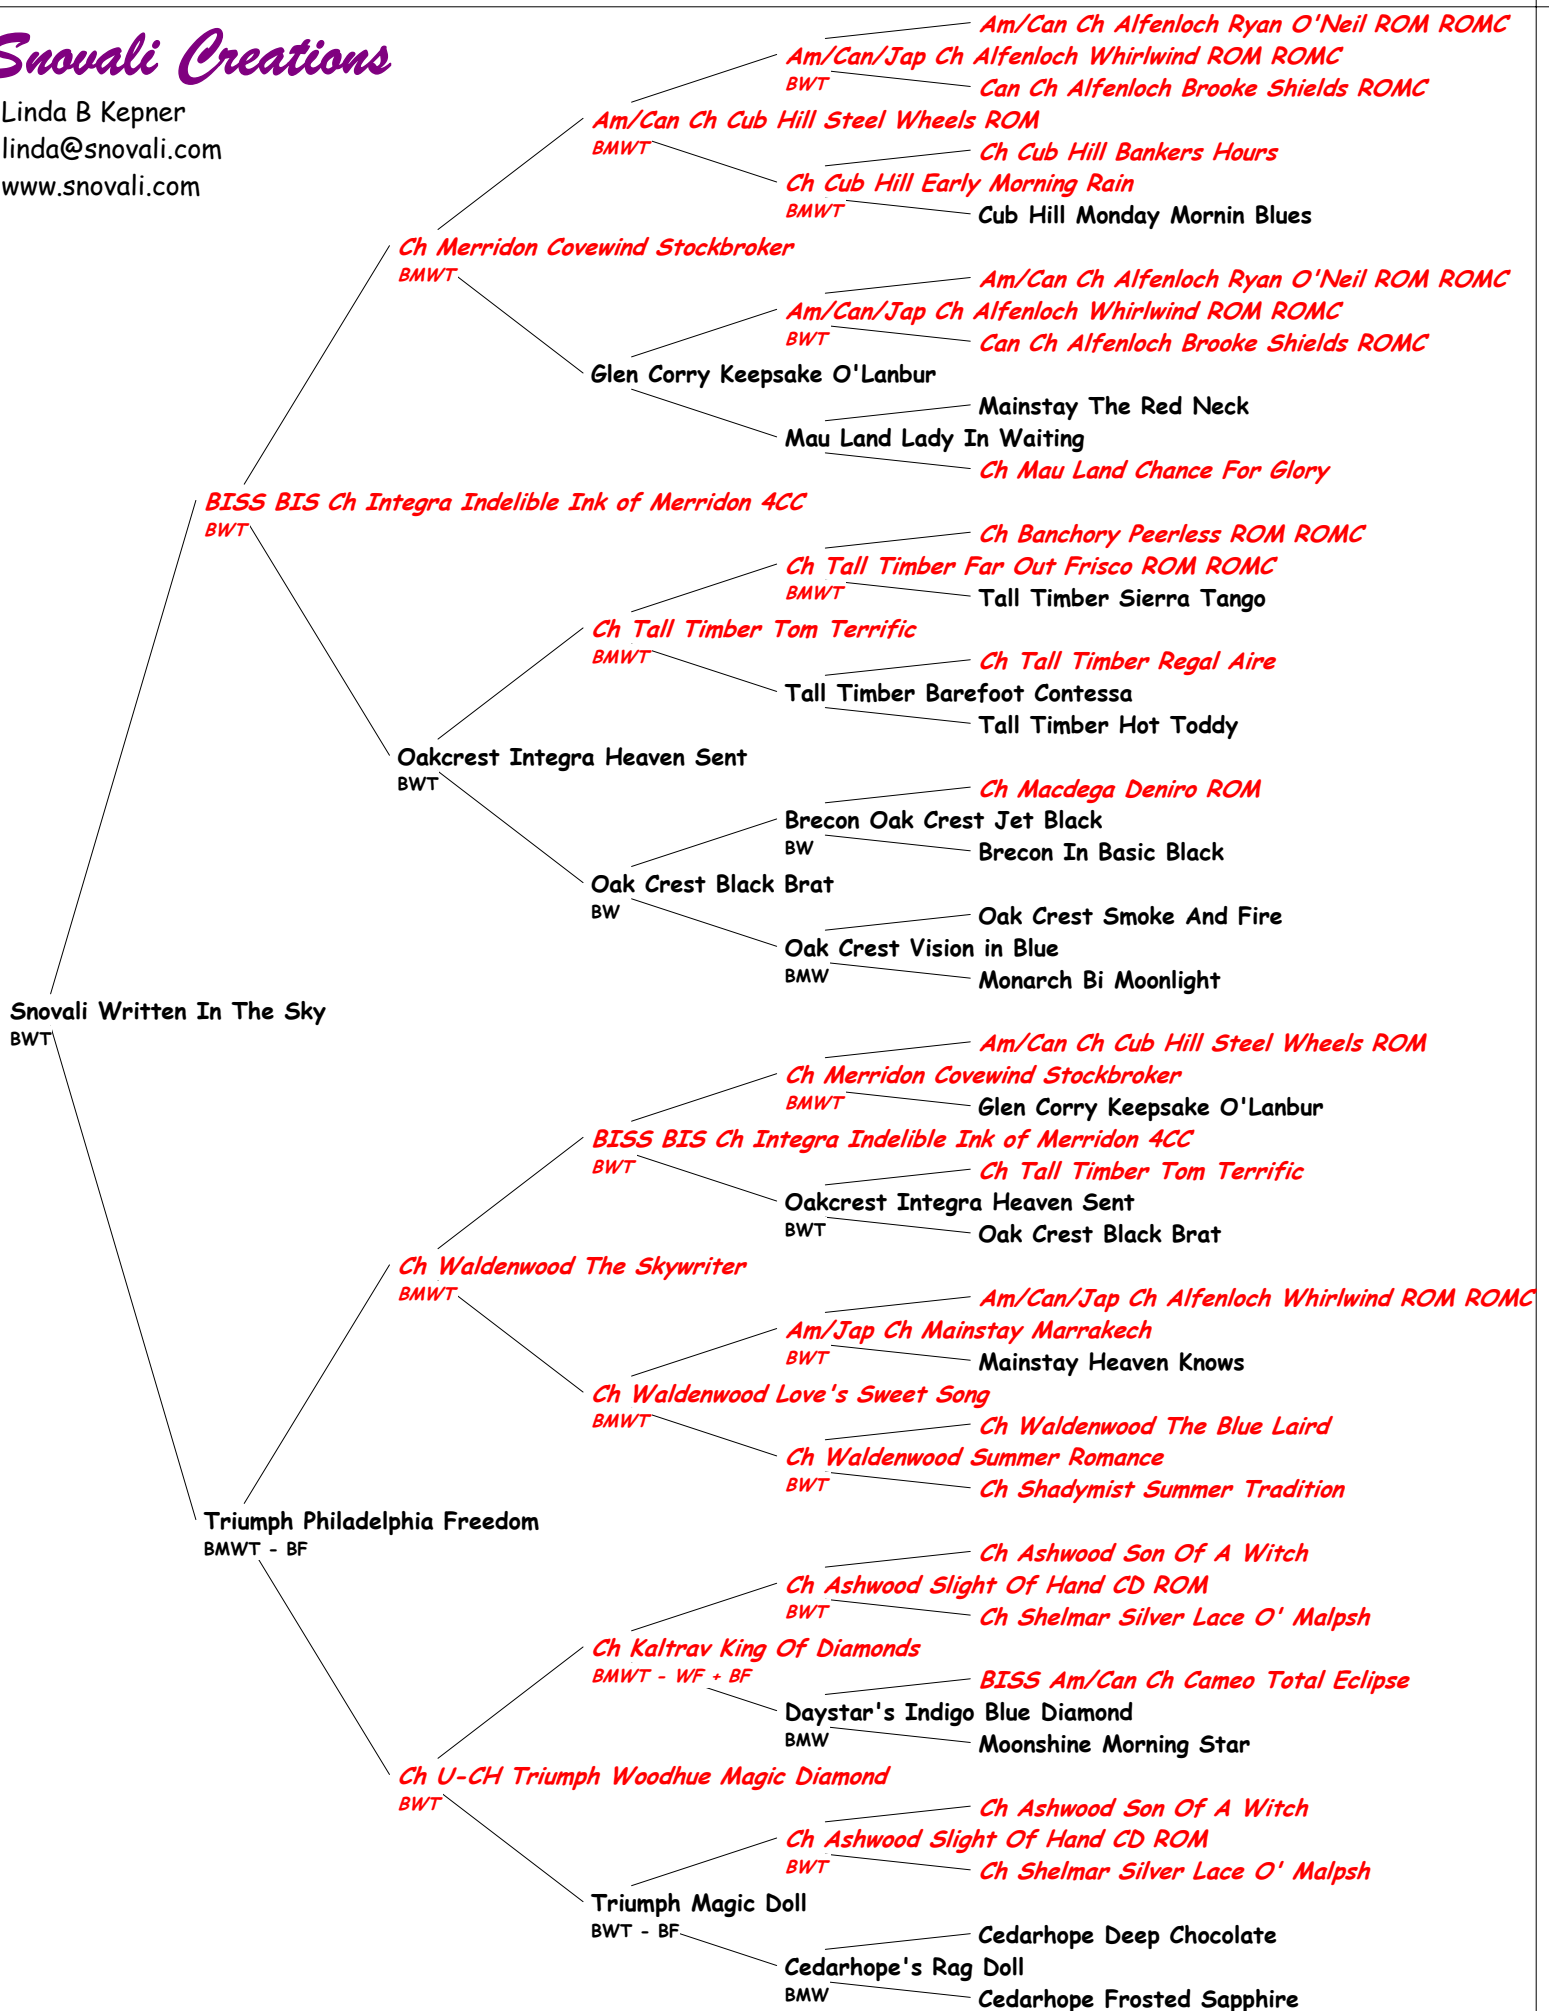 Snovali Creations
Linda B Kepner
linda@snovali.com
www.snovali.com
Am/Can Ch Alfenloch Ryan O'Neil ROM ROMC
Am/Can/Jap Ch Alfenloch Whirlwind ROM ROMC
BWT
Can Ch Alfenloch Brooke Shields ROMC
Am/Can Ch Cub Hill Steel Wheels ROM
BMWT
Ch Cub Hill Bankers Hours
Ch Cub Hill Early Morning Rain
BMWT
Cub Hill Monday Mornin Blues
Ch Merridon Covewind Stockbroker
BMWT
Am/Can Ch Alfenloch Ryan O'Neil ROM ROMC
Am/Can/Jap Ch Alfenloch Whirlwind ROM ROMC
BWT
Can Ch Alfenloch Brooke Shields ROMC
Glen Corry Keepsake O'Lanbur
Mainstay The Red Neck
Mau Land Lady In Waiting
Ch Mau Land Chance For Glory
BISS BIS Ch Integra Indelible Ink of Merridon 4CC
BWT
Ch Banchory Peerless ROM ROMC
Ch Tall Timber Far Out Frisco ROM ROMC
BMWT
Tall Timber Sierra Tango
Ch Tall Timber Tom Terrific
BMWT
Ch Tall Timber Regal Aire
Tall Timber Barefoot Contessa
Tall Timber Hot Toddy
Oakcrest Integra Heaven Sent
BWT
Ch Macdega Deniro ROM
Brecon Oak Crest Jet Black
BW
Brecon In Basic Black
Oak Crest Black Brat
BW
Oak Crest Smoke And Fire
Oak Crest Vision in Blue
BMW
Monarch Bi Moonlight
Snovali Written In The Sky
BWT
Am/Can Ch Cub Hill Steel Wheels ROM
Ch Merridon Covewind Stockbroker
BMWT
Glen Corry Keepsake O'Lanbur
BISS BIS Ch Integra Indelible Ink of Merridon 4CC
BWT
Ch Tall Timber Tom Terrific
Oakcrest Integra Heaven Sent
BWT
Oak Crest Black Brat
Ch Waldenwood The Skywriter
BMWT
Am/Can/Jap Ch Alfenloch Whirlwind ROM ROMC
Am/Jap Ch Mainstay Marrakech
BWT
Mainstay Heaven Knows
Ch Waldenwood Love's Sweet Song
BMWT
Ch Waldenwood The Blue Laird
Ch Waldenwood Summer Romance
BWT
Ch Shadymist Summer Tradition
Triumph Philadelphia Freedom
BMWT - BF
Ch Ashwood Son Of A Witch
Ch Ashwood Slight Of Hand CD ROM
BWT
Ch Shelmar Silver Lace O' Malpsh
Ch Kaltrav King Of Diamonds
BMWT - WF + BF
BISS Am/Can Ch Cameo Total Eclipse
Daystar's Indigo Blue Diamond
BMW
Moonshine Morning Star
Ch U-CH Triumph Woodhue Magic Diamond
BWT
Ch Ashwood Son Of A Witch
Ch Ashwood Slight Of Hand CD ROM
BWT
Ch Shelmar Silver Lace O' Malpsh
Triumph Magic Doll
BWT - BF
Cedarhope Deep Chocolate
Cedarhope's Rag Doll
BMW
Cedarhope Frosted Sapphire